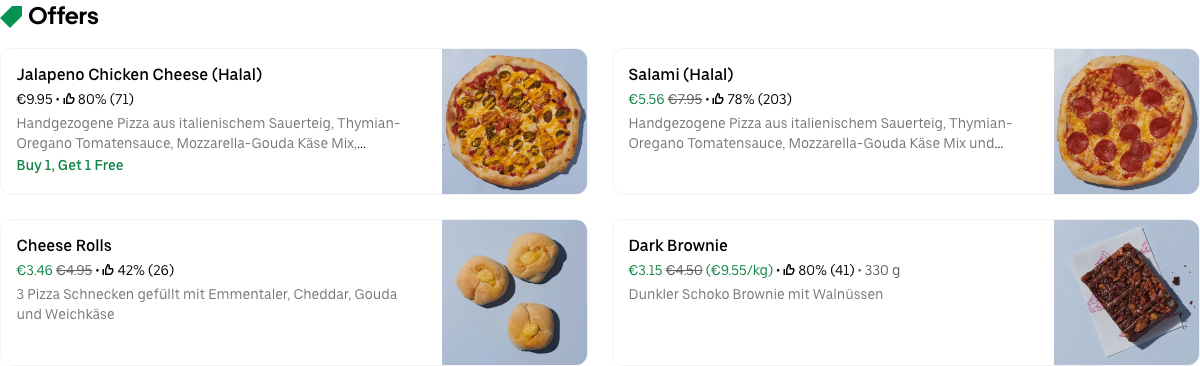 Offers
Jalapeno Chicken Cheese (Halal)
€9.95 • 80% (71)
Handgezogene Pizza aus italienischem Sauerteig, Thymian-
Oregano Tomatensauce, Mozzarella-Gouda Käse Mix,...
Buy 1, Get 1 Free
Salami (Halal)
€5.56 €7.95 • 78% (203)
Handgezogene Pizza aus italienischem Sauerteig, Thymian-
Oregano Tomatensauce, Mozzarella-Gouda Käse Mix und...
Cheese Rolls
€3.46 €4.95 • 42% (26)
3 Pizza Schnecken gefüllt mit Emmentaler, Cheddar, Gouda
und Weichkäse
Dark Brownie
€3.15 €4.50 (€9.55/kg) • 80% (41) • 330 g
Dunkler Schoko Brownie mit Walnüssen